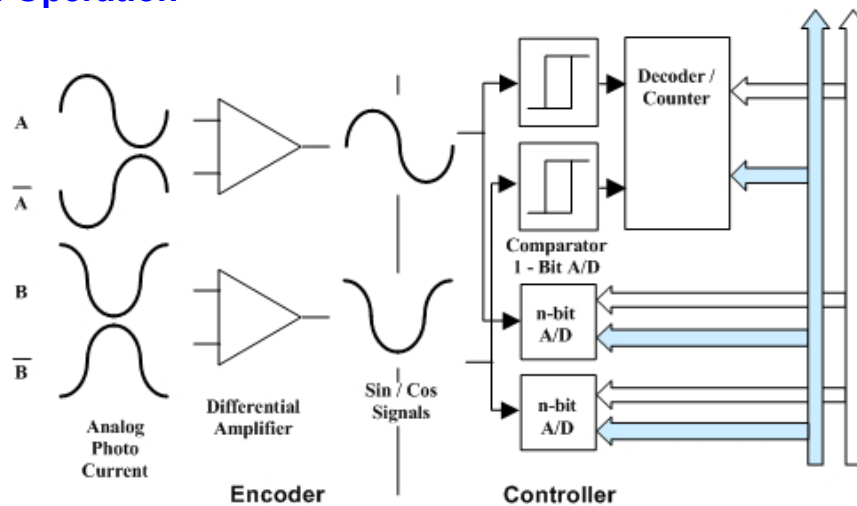 Operation
A
A
B
B
Analog
Photo
Current
Differential
Amplifier
Sin / Cos
Signals
Encoder
Decoder /
Counter
Comparator
1 - Bit A/D
n-bit
A/D
n-bit
A/D
Controller